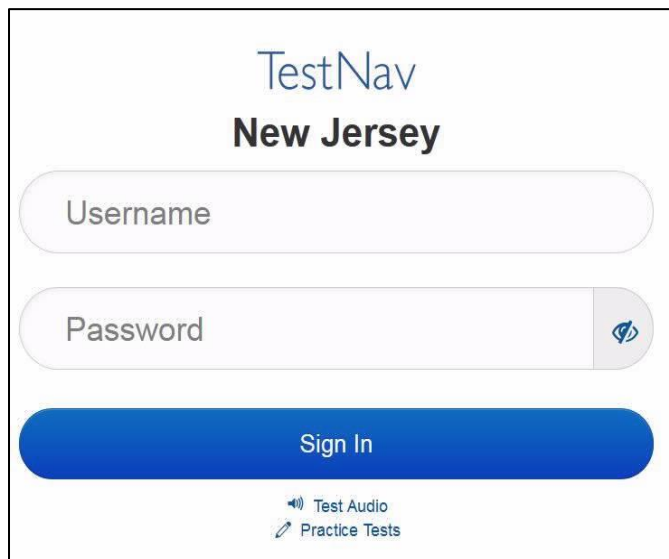 TestNav
New Jersey
Username
Password
Sign In
Test Audio
Practice Tests